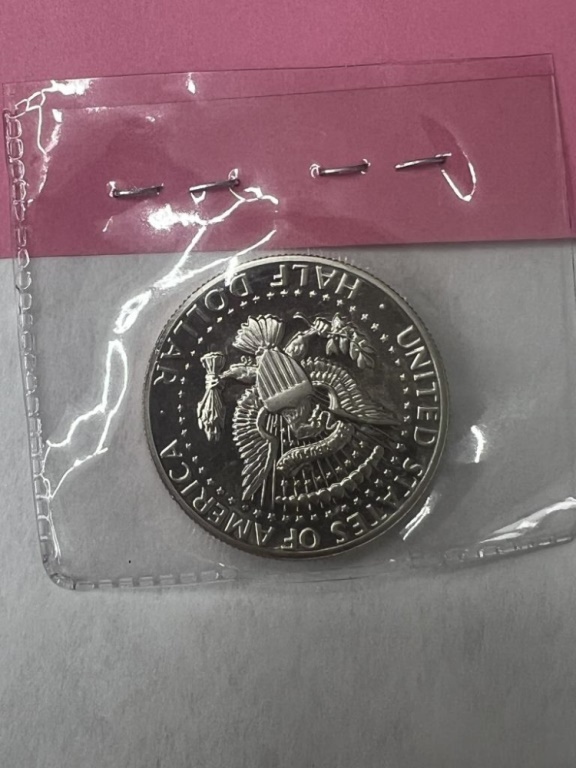 UNITED STATES OF AMERICA
HALF DOLLAR